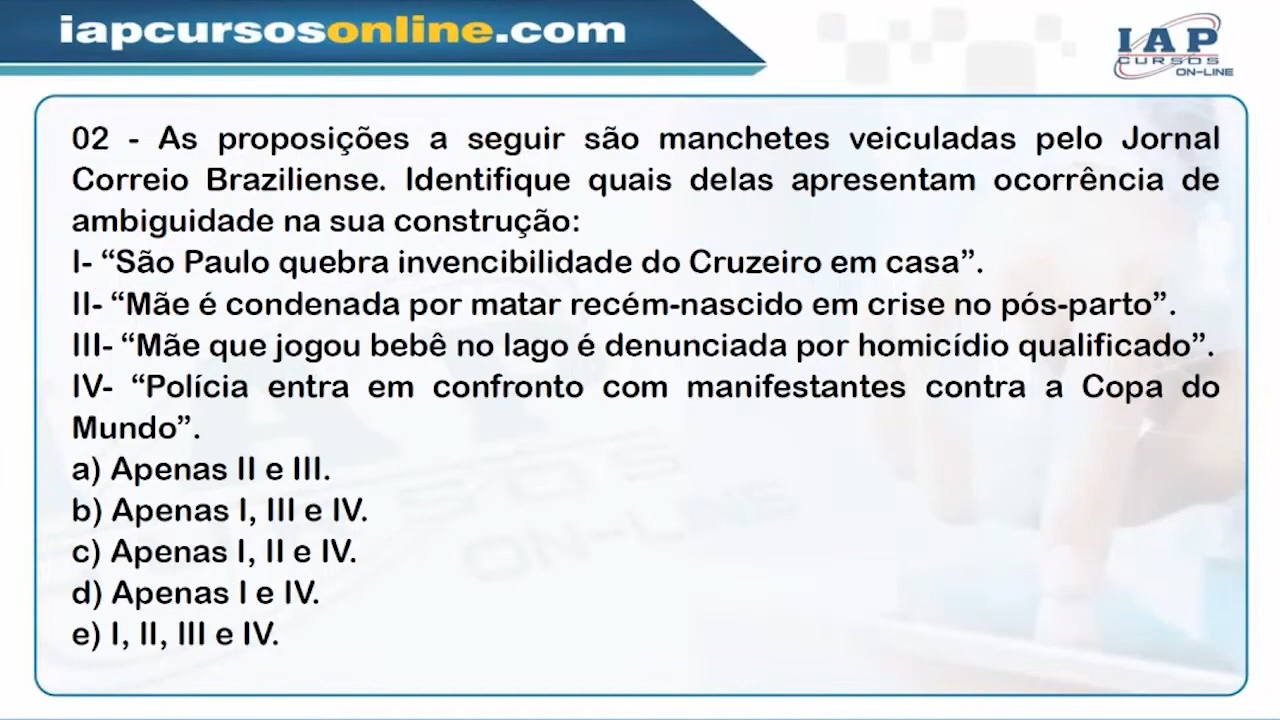 iapcursosonline.com
IAP
CURSOS
ON-LINE
02 - As proposições a seguir são manchetes veiculadas pelo Jornal
Correio Braziliense. Identifique quais delas apresentam ocorrência de
ambiguidade na sua construção:
I- “São Paulo quebra invencibilidade do Cruzeiro em casa”.
II- “Mãe é condenada por matar recém-nascido em crise no pós-parto”.
III- “Mãe que jogou bebê no lago é denunciada por homicídio qualificado”.
IV- “Polícia entra em confronto com manifestantes contra a Copa do
Mundo”.
a) Apenas II e III.
b) Apenas I, III e IV.
c) Apenas I, II e IV.
d) Apenas I e IV.
e) I, II, III e IV.